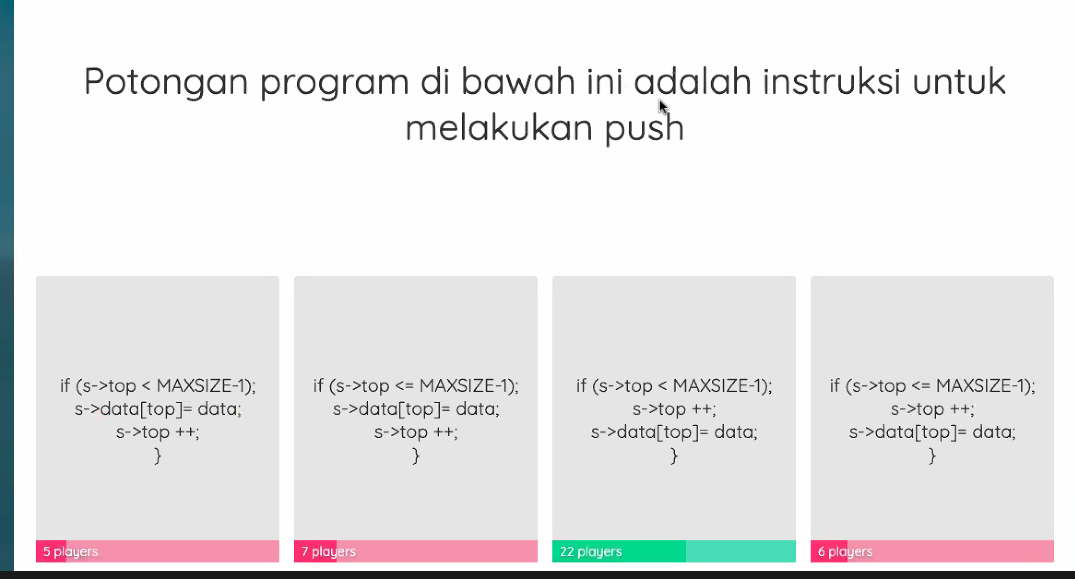 Potongan program di bawah ini adalah instruksi untuk
melakukan push
if (s->top < MAXSIZE-1);
s->data[top]= data;
s->top ++;
}
5 players
if (s->top <= MAXSIZE-1);
s->data[top]= data;
s->top ++;
}
7 players
if (s->top < MAXSIZE-1);
s->top ++;
s->data[top]= data;
}
22 players
if (s->top <= MAXSIZE-1);
s->top ++;
s->data[top]= data;
}
6 players